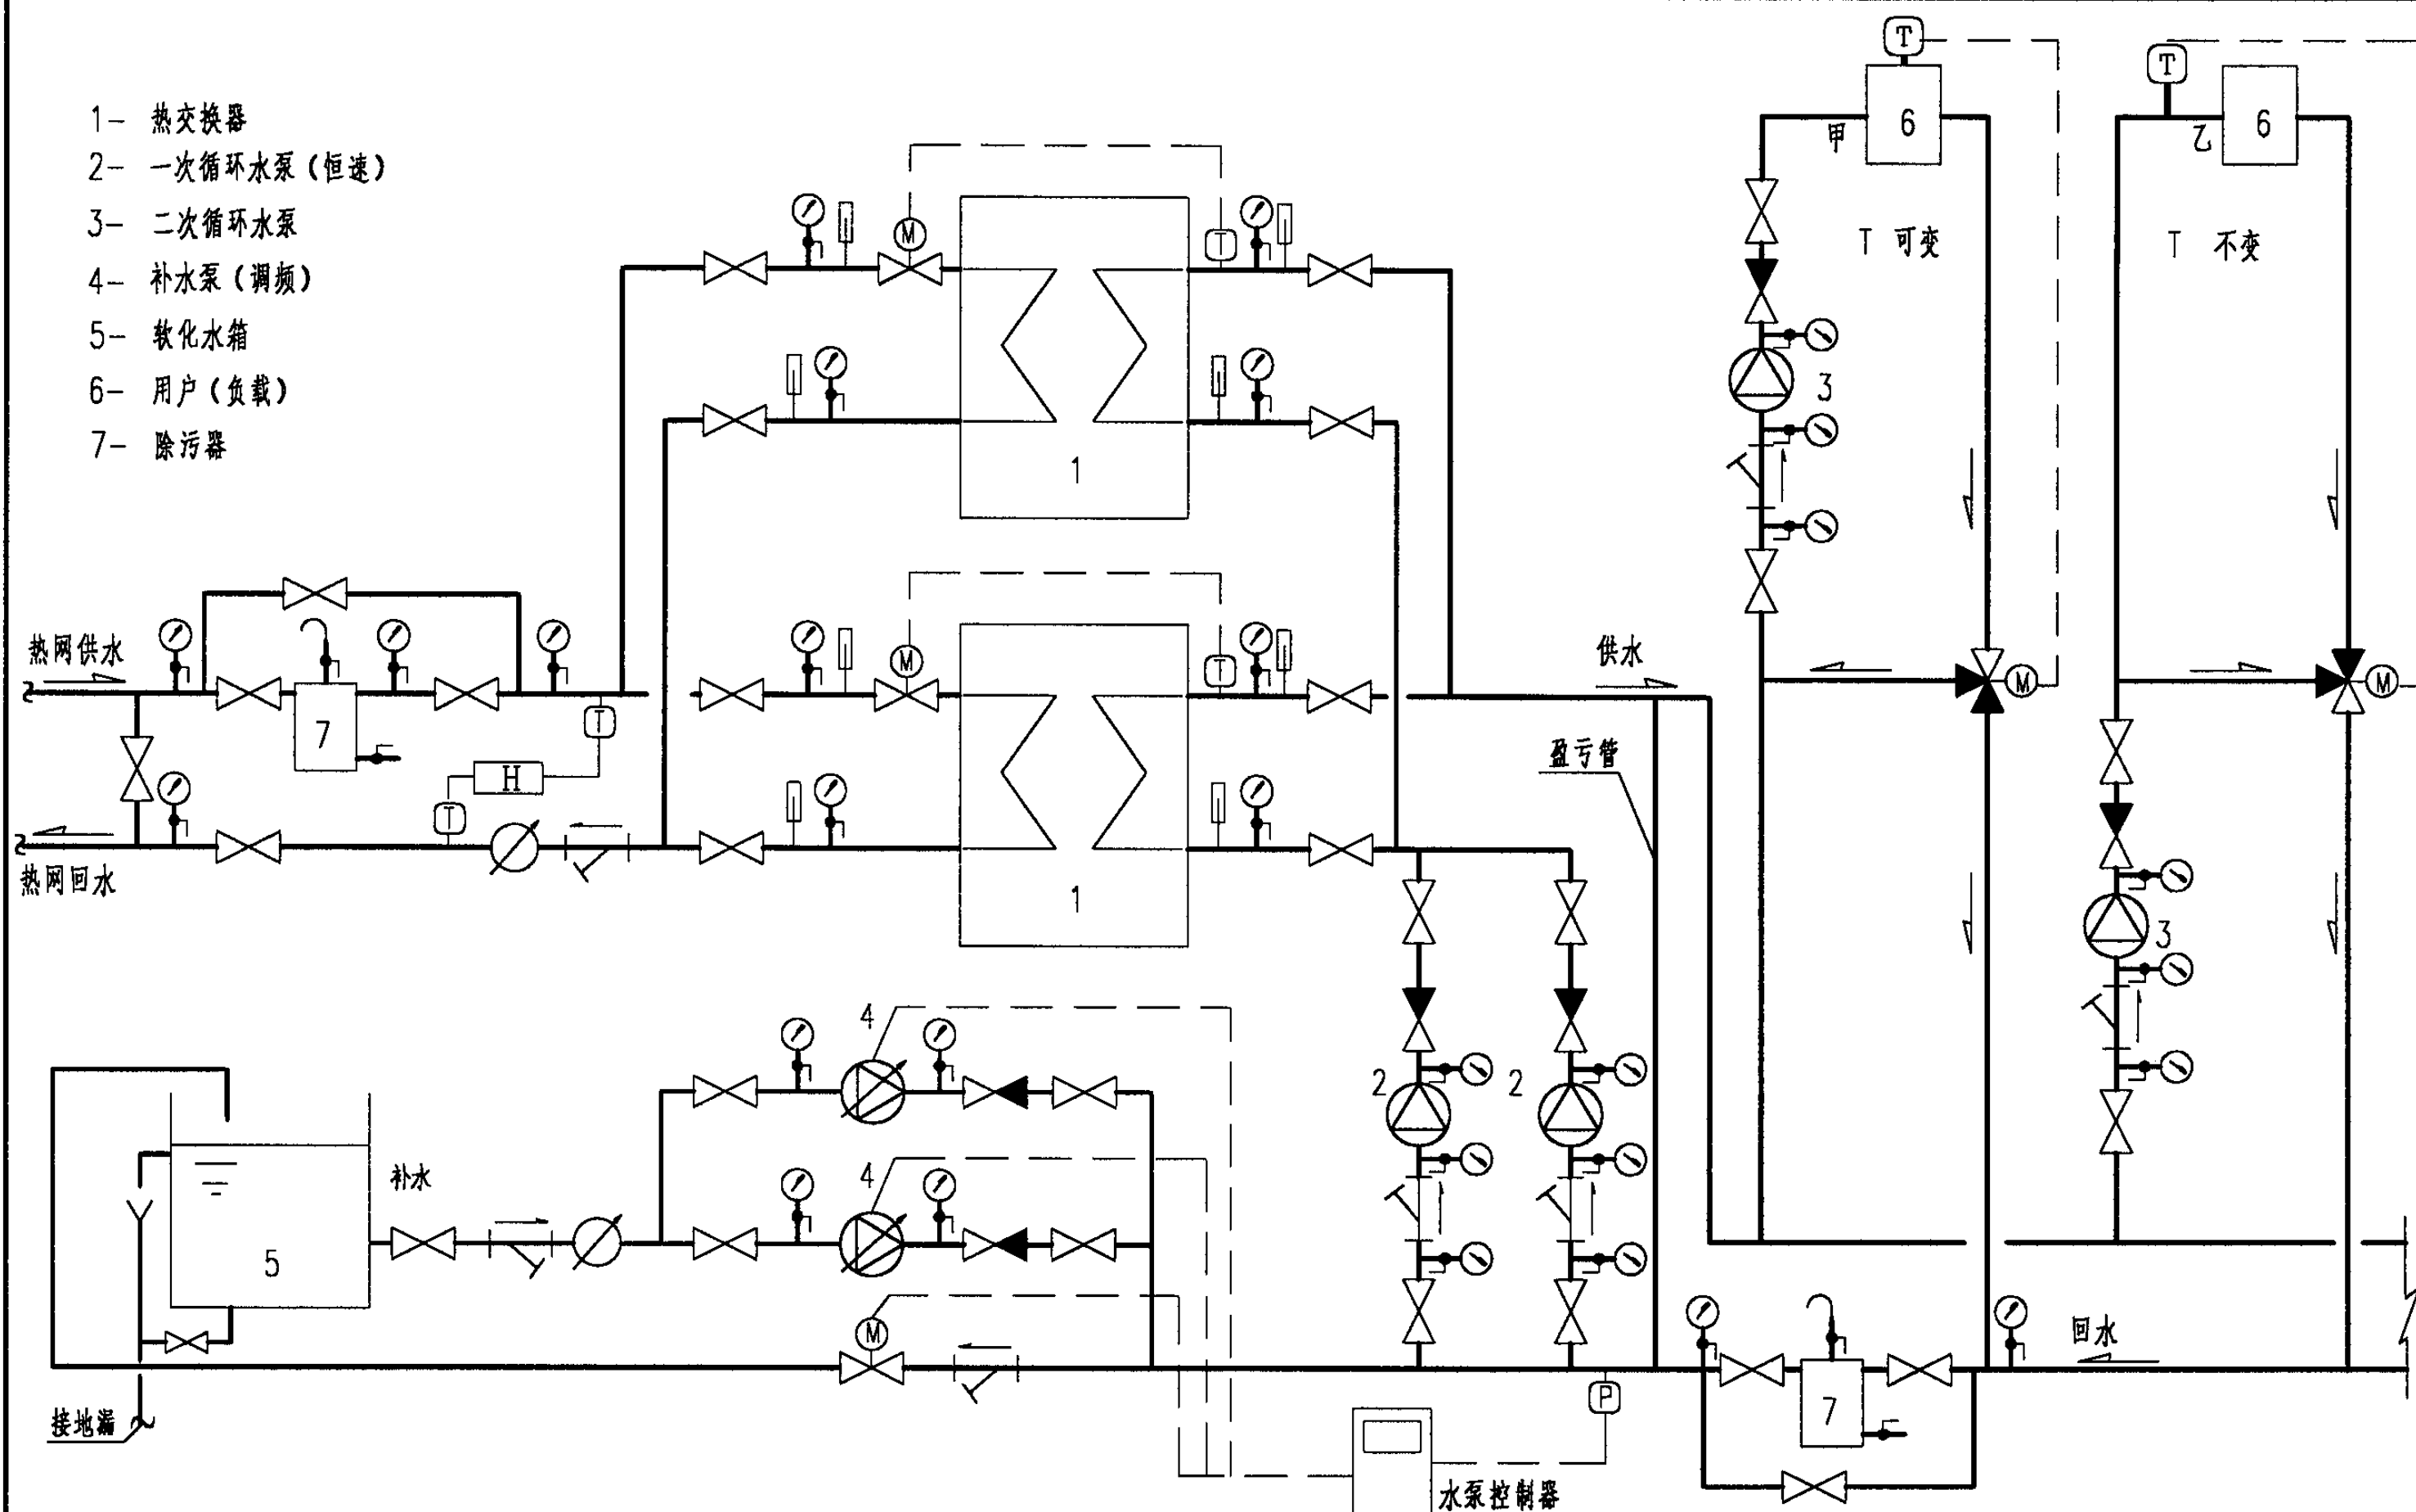 1- 热交换器
2- 一次循环水泵(恒速)
3- 二次循环水泵
4- 补水泵(调频)
5- 软化水箱
6- 用户(负载)
7- 除污器
T
T
甲
6
乙
6
T 可变
T 不变
M
T
3
1
热网供水
M
T
供水
M
M
7
T
盈亏管
H
T
热网回水
1
3
4
2
2
4
补水
5
M
回水
P
7
接地漏
水泵控制器